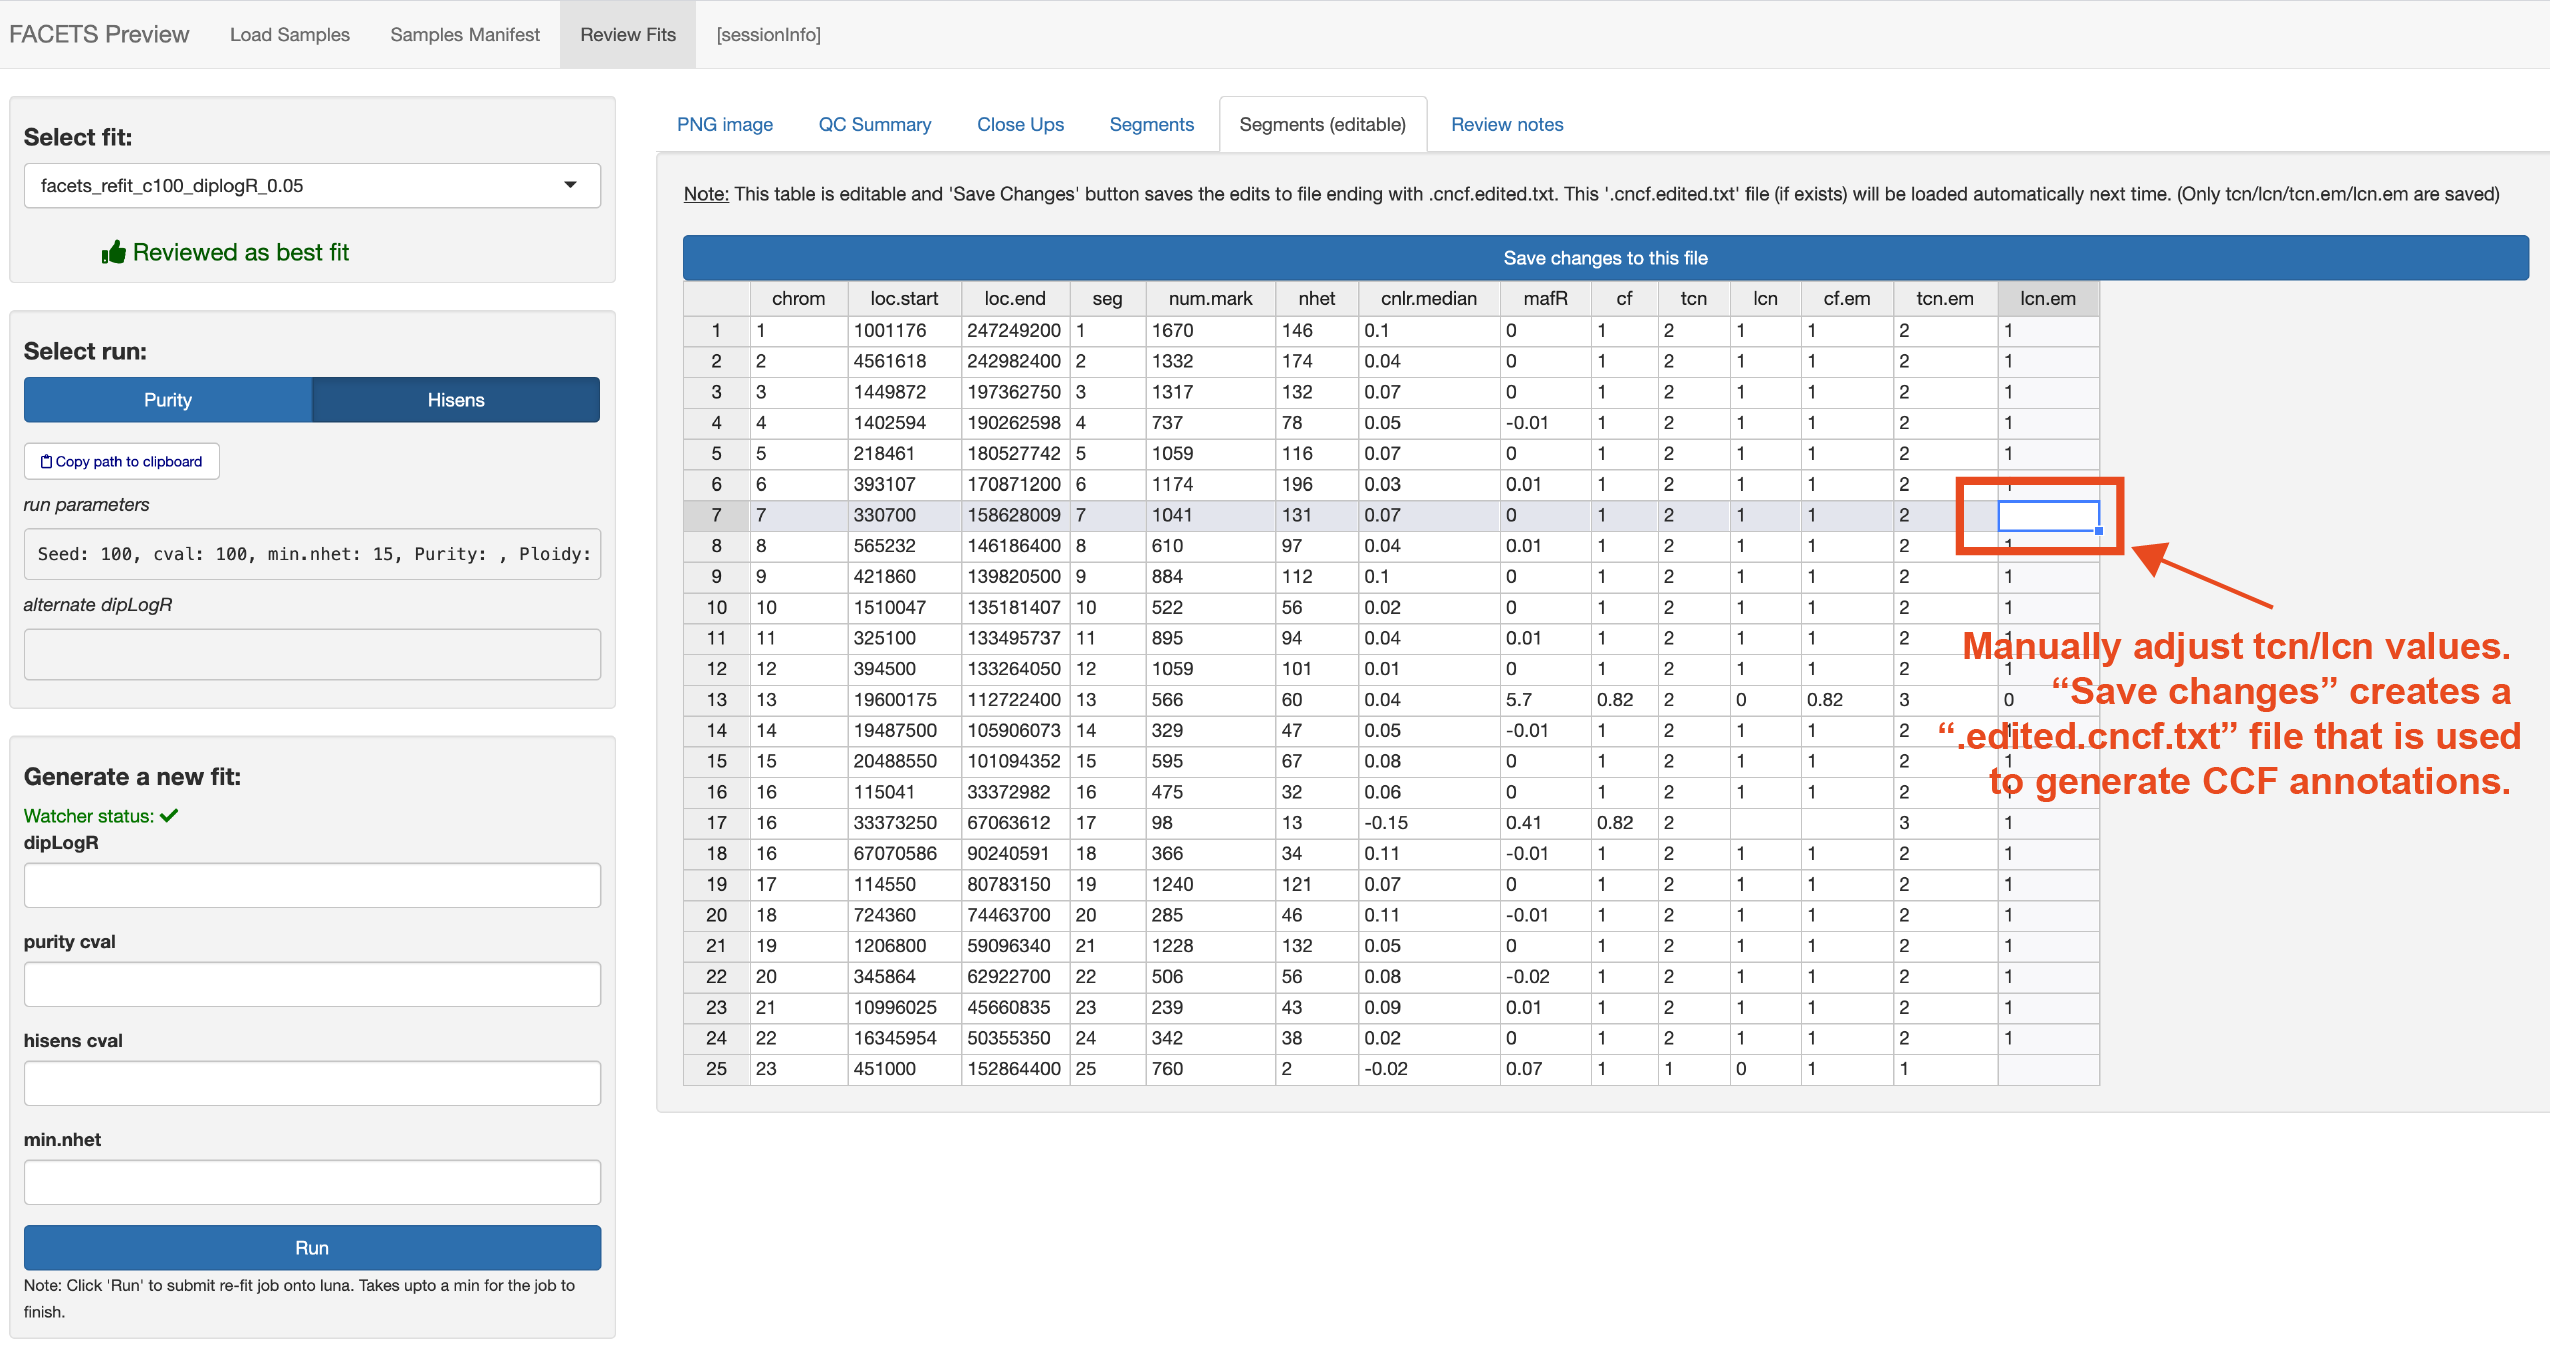 FACETS Preview Load Samples Samples Manifest Review Fits [sessionInfo]
Select fit:
facets_refit_c100_diplogR_0.05
Reviewed as best fit
Select run:
Purity Hisens
Copy path to clipboard
run parameters
Seed: 100, cval: 100, min.nhet: 15, Purity: , Ploidy:
alternate dipLogR
Generate a new fit:
Watcher status:
dipLogR
purity cval
hisens cval
min.nhet
Run
Note: Click 'Run' to submit re-fit job onto luna. Takes upto a min for the job to
finish.
PNG image QC Summary Close Ups Segments Segments (editable) Review notes
Note: This table is editable and 'Save Changes' button saves the edits to file ending with .cncf.edited.txt. This '.cncf.edited.txt' file (if exists) will be loaded automatically next time. (Only tcn/lcn/tcn.em/lcn.em are saved)
Save changes to this file
chrom loc.start loc.end seg num.mark nhet cnlr.median mafR cf tcn lcn cf.em tcn.em lcn.em
1 1 1001176 247249200 1 1670 146 0.1 0 1 2 1 1 2 1
2 2 4561618 242982400 2 1332 174 0.04 0 1 2 1 1 2 1
3 3 1449872 197362750 3 1317 132 0.07 0 1 2 1 1 2 1
4 4 1402594 190262598 4 737 78 0.05 -0.01 1 2 1 1 2 1
5 5 218461 180527742 5 1059 116 0.07 0 1 2 1 1 2 1
6 6 393107 170871200 6 1174 196 0.03 0.01 1 2 1 1 2 1
7 7 330700 158628009 7 1041 131 0.07 0 1 2 1 1 2
8 8 565232 146186400 8 610 97 0.04 0.01 1 2 1 1 2 1
9 9 421860 139820500 9 884 112 0.1 0 1 2 1 1 2 1
10 10 1510047 135181407 10 522 56 0.02 0 1 2 1 1 2 1
11 11 325100 133495737 11 895 94 0.04 0.01 1 2 1 1 2 1
12 12 394500 133264050 12 1059 101 0.01 0 1 2 1 1 2 1
13 13 19600175 112722400 13 566 60 0.04 5.7 0.82 2 0 0.82 3 0
14 14 19487500 105906073 14 329 47 0.05 -0.01 1 2 1 1 2 1
15 15 20488550 101094352 15 595 67 0.08 0 1 2 1 1 2 1
16 16 115041 33372982 16 475 32 0.06 0 1 2 1 1 2 1
17 16 33373250 67063612 17 98 13 -0.15 0.41 0.82 2 3 1
18 16 67070586 90240591 18 366 34 0.11 -0.01 1 2 1 1 2 1
19 17 114550 80783150 19 1240 121 0.07 0 1 2 1 1 2 1
20 18 724360 74463700 20 285 46 0.11 -0.01 1 2 1 1 2 1
21 19 1206800 59096340 21 1228 132 0.05 0 1 2 1 1 2 1
22 20 345864 62922700 22 506 56 0.08 -0.02 1 2 1 1 2 1
23 21 10996025 45660835 23 239 43 0.09 0.01 1 2 1 1 2 1
24 22 16345954 50355350 24 342 38 0.02 0 1 2 1 1 2 1
25 23 451000 152864400 25 760 2 -0.02 0.07 1 1 0 1 1
Manually adjust tcn/lcn values.
“Save changes” creates a
“.edited.cncf.txt” file that is used
to generate CCF annotations.